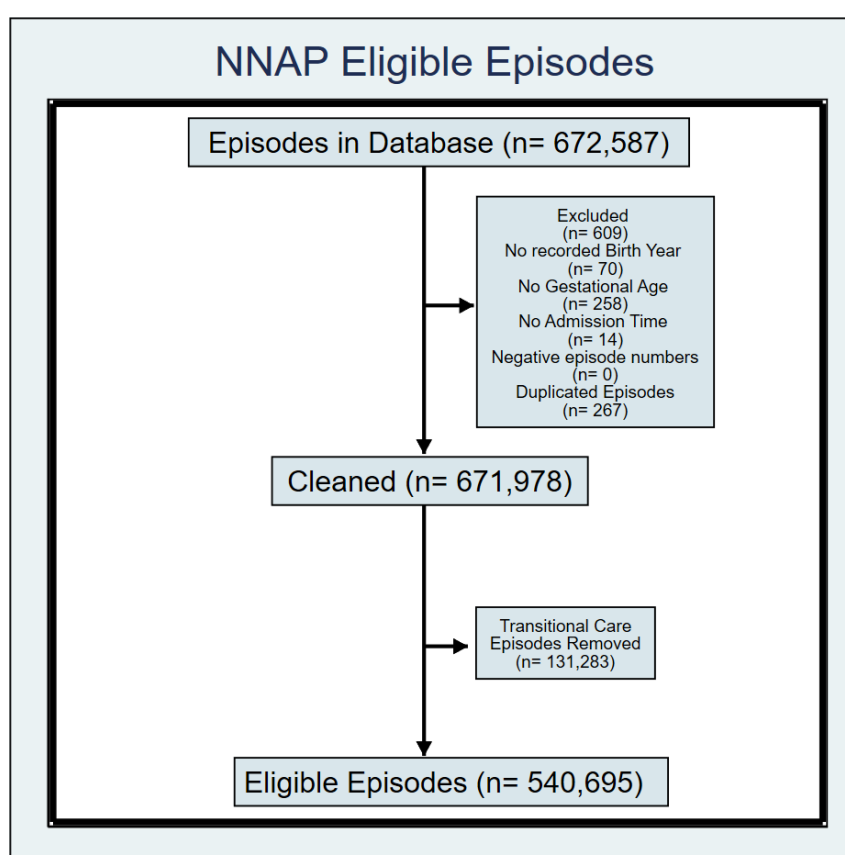 NNAP Eligible Episodes
Episodes in Database (n= 672,587)
Excluded
(n= 609)
No recorded Birth Year
(n= 70)
No Gestational Age
(n= 258)
No Admission Time
(n= 14)
Negative episode numbers
(n= 0)
Duplicated Episodes
(n= 267)
Cleaned (n= 671,978)
Transitional Care
Episodes Removed
(n= 131,283)
Eligible Episodes (n= 540,695)